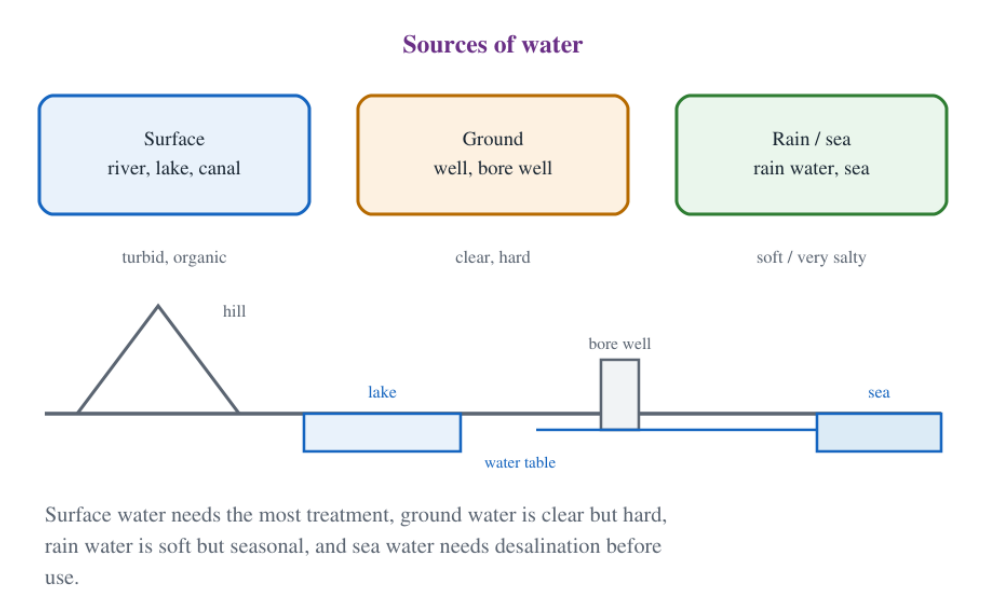 Sources of water
Surface
river, lake, canal
Ground
well, bore well
Rain / sea
rain water, sea
turbid, organic
clear, hard
soft / very salty
hill
bore well
lake
sea
water table
Surface water needs the most treatment, ground water is clear but hard,
rain water is soft but seasonal, and sea water needs desalination before
use.